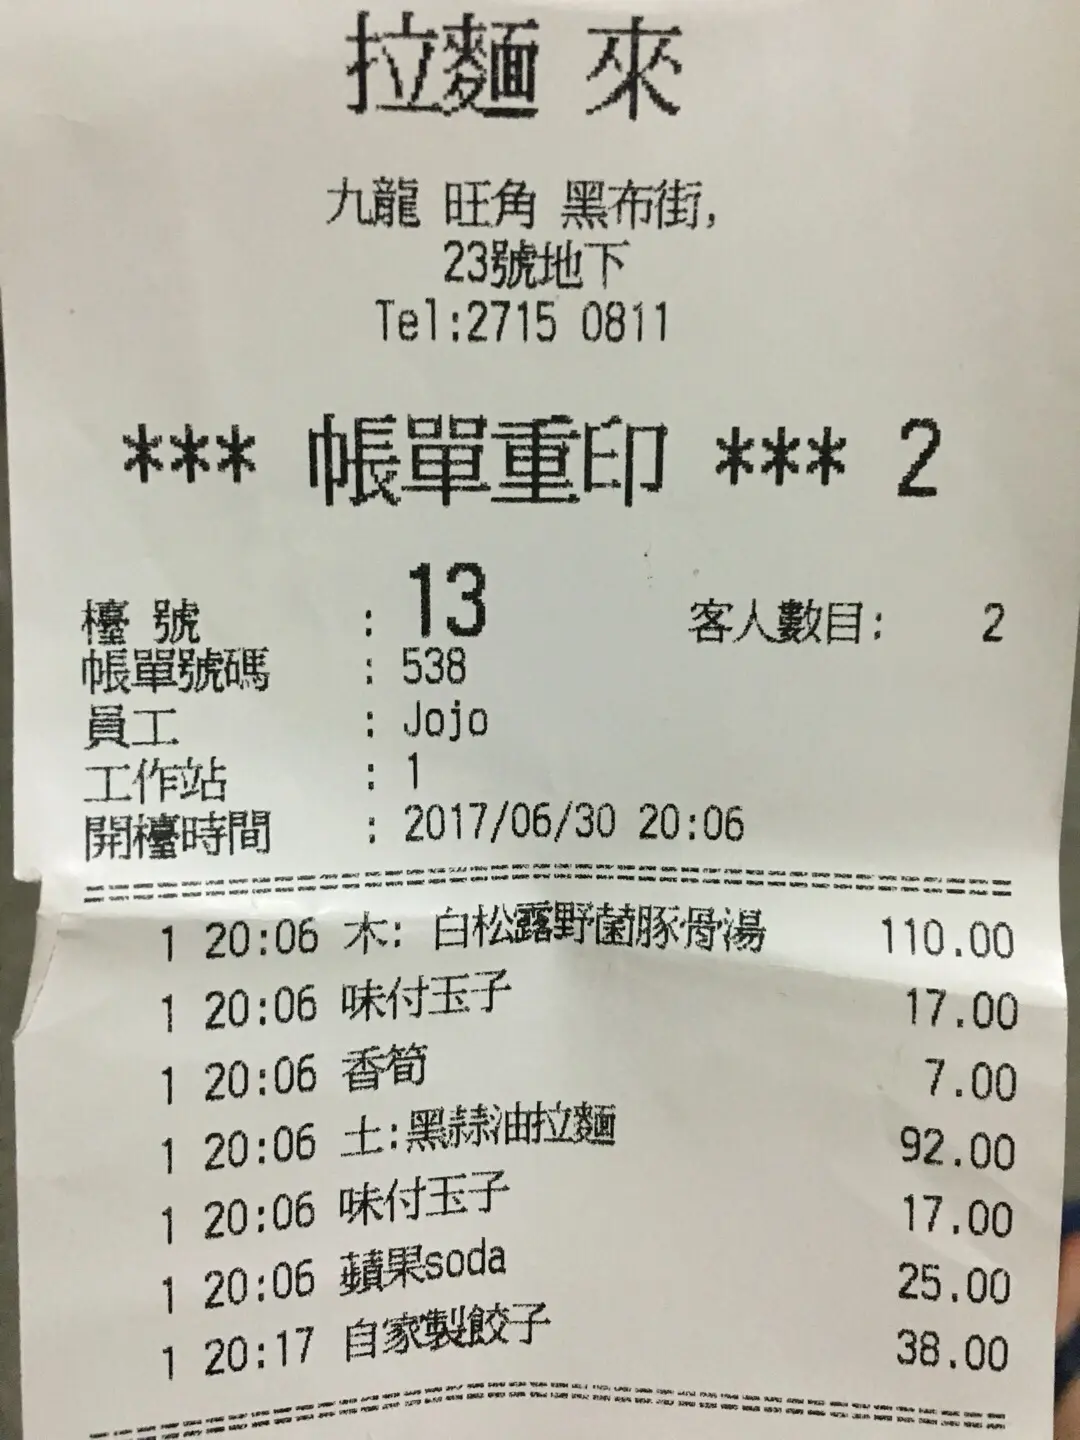 拉麵 來
九龍 旺角 黑布街,
23號地下
Tel:2715 0811
*** 帳單重印 *** 2
檯 號 : 13 客人數目: 2
帳單號碼 : 538
員工 : Jojo
工作站 : 1
開檯時間 : 2017/06/30 20:06
1 20:06 木: 白松露野菌豚骨湯 110.00
1 20:06 味付玉子 17.00
1 20:06 香筍 7.00
1 20:06 土:黑蒜油拉麵 92.00
1 20:06 味付玉子 17.00
1 20:06 蘋果soda 25.00
1 20:17 自家製餃子 38.00